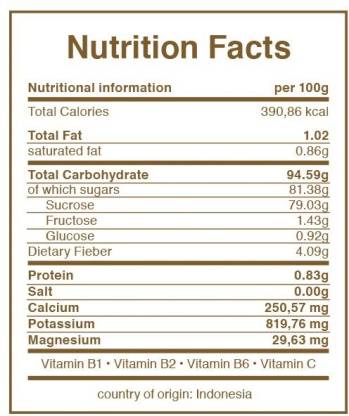 Nutrition Facts
Nutritional information per 100g
Total Calories 390,86 kcal
Total Fat 1.02
saturated fat 0.86g
Total Carbohydrate 94.59g
of which sugars 81.38g
Sucrose 79.03g
Fructose 1.43g
Glucose 0.92g
Dietary Fieber 4.09g
Protein 0.83g
Salt 0.00g
Calcium 250,57 mg
Potassium 819,76 mg
Magnesium 29,63 mg
Vitamin B1 • Vitamin B2 • Vitamin B6 • Vitamin C
country of origin: Indonesia